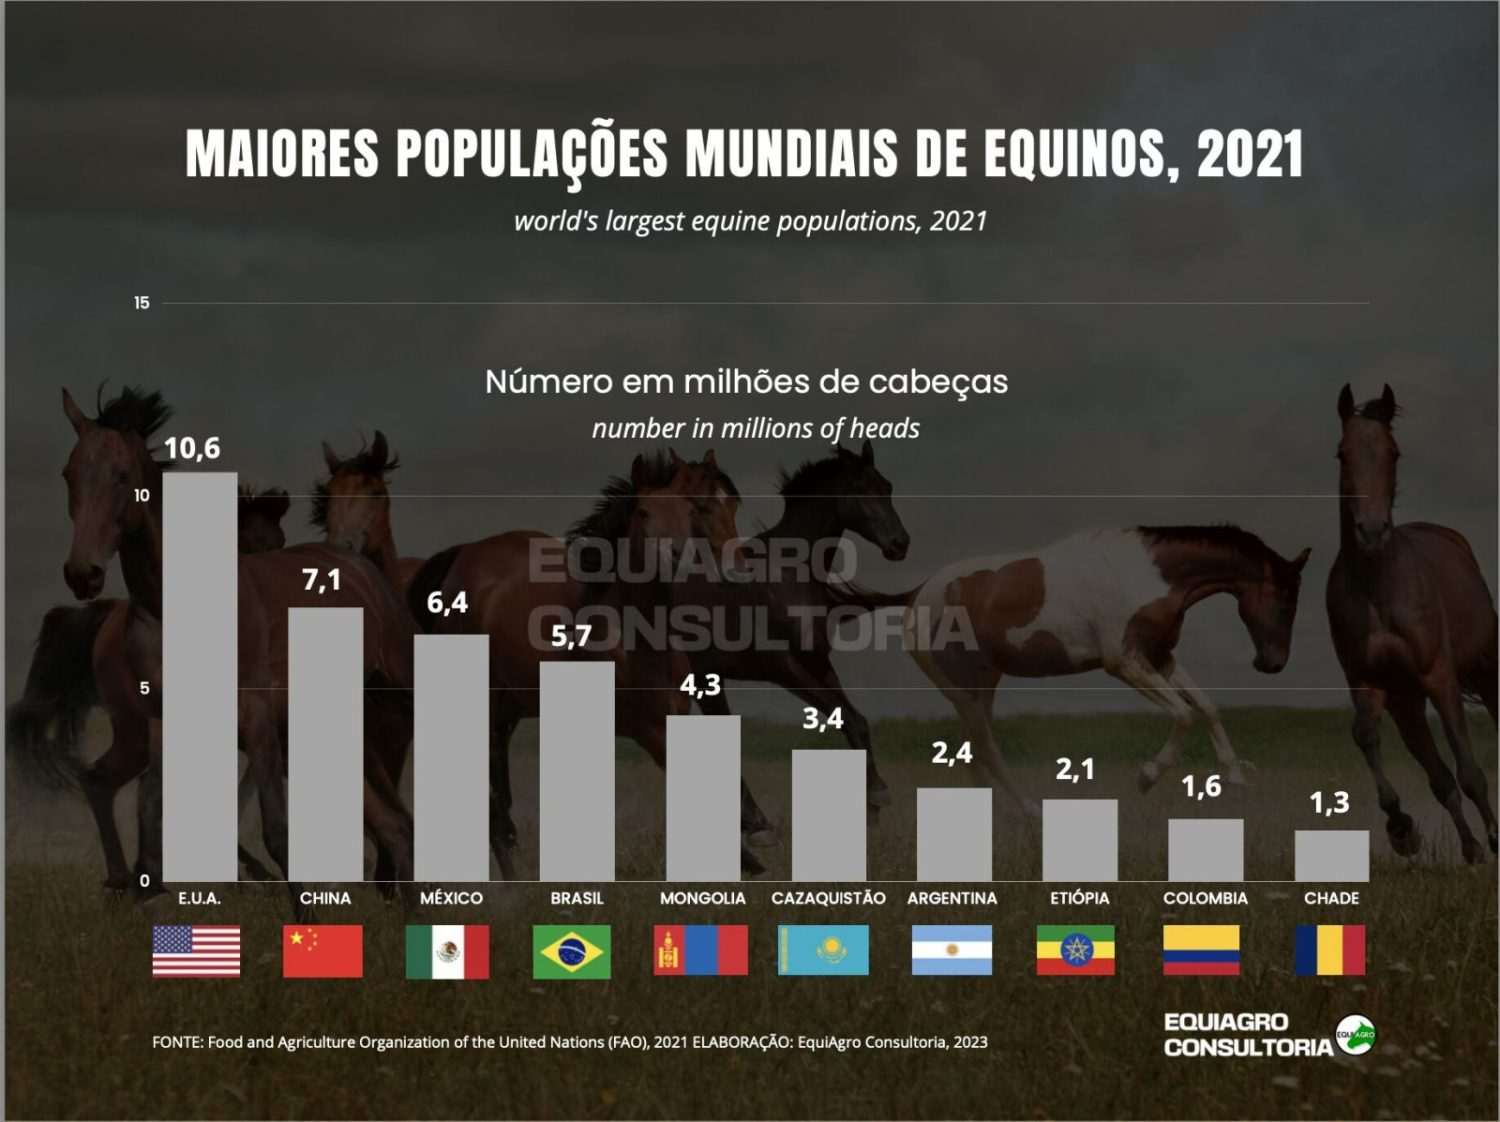 MAIORES POPULAÇÕES MUNDIAIS DE EQUINOS, 2021
world's largest equine populations, 2021
15
Número em milhões de cabeças
number in millions of heads
10,6
10
7,1
6,4
5,7
5
4,3
3,4
2,4
2,1
1,6
1,3
EQUIAGRO
CONSULTORIA
0
E.U.A. CHINA MÉXICO BRASIL MONGOLIA CAZAQUISTÃO ARGENTINA ETIÓPIA COLOMBIA CHADE
FONTE: Food and Agriculture Organization of the United Nations (FAO), 2021 ELABORAÇÃO: EquiAgro Consultoria, 2023
EQUIAGRO
CONSULTORIA
EQUIAGRO